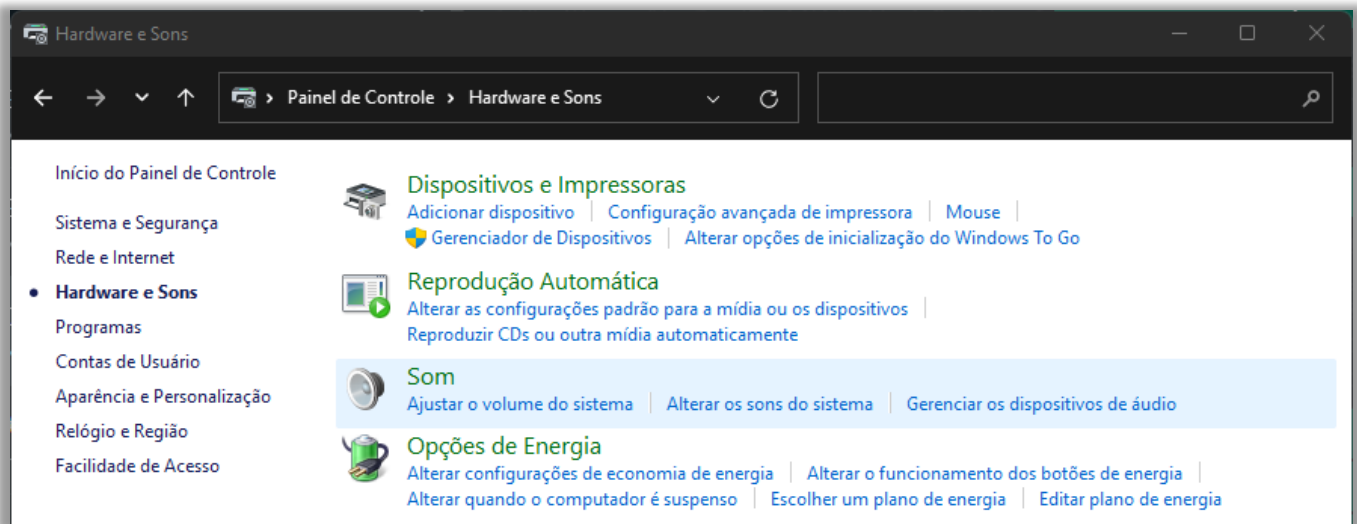 Hardware e Sons
Painel de Controle > Hardware e Sons
Início do Painel de Controle
Sistema e Segurança
Rede e Internet
Hardware e Sons
Programas
Contas de Usuário
Aparência e Personalização
Relógio e Região
Facilidade de Acesso
Dispositivos e Impressoras
Adicionar dispositivo | Configuração avançada de impressora | Mouse |
Gerenciador de Dispositivos | Alterar opções de inicialização do Windows To Go
Reprodução Automática
Alterar as configurações padrão para a mídia ou os dispositivos |
Reproduzir CDs ou outra mídia automaticamente
Som
Ajustar o volume do sistema | Alterar os sons do sistema | Gerenciar os dispositivos de áudio
Opções de Energia
Alterar configurações de economia de energia | Alterar o funcionamento dos botões de energia |
Alterar quando o computador é suspenso | Escolher um plano de energia | Editar plano de energia